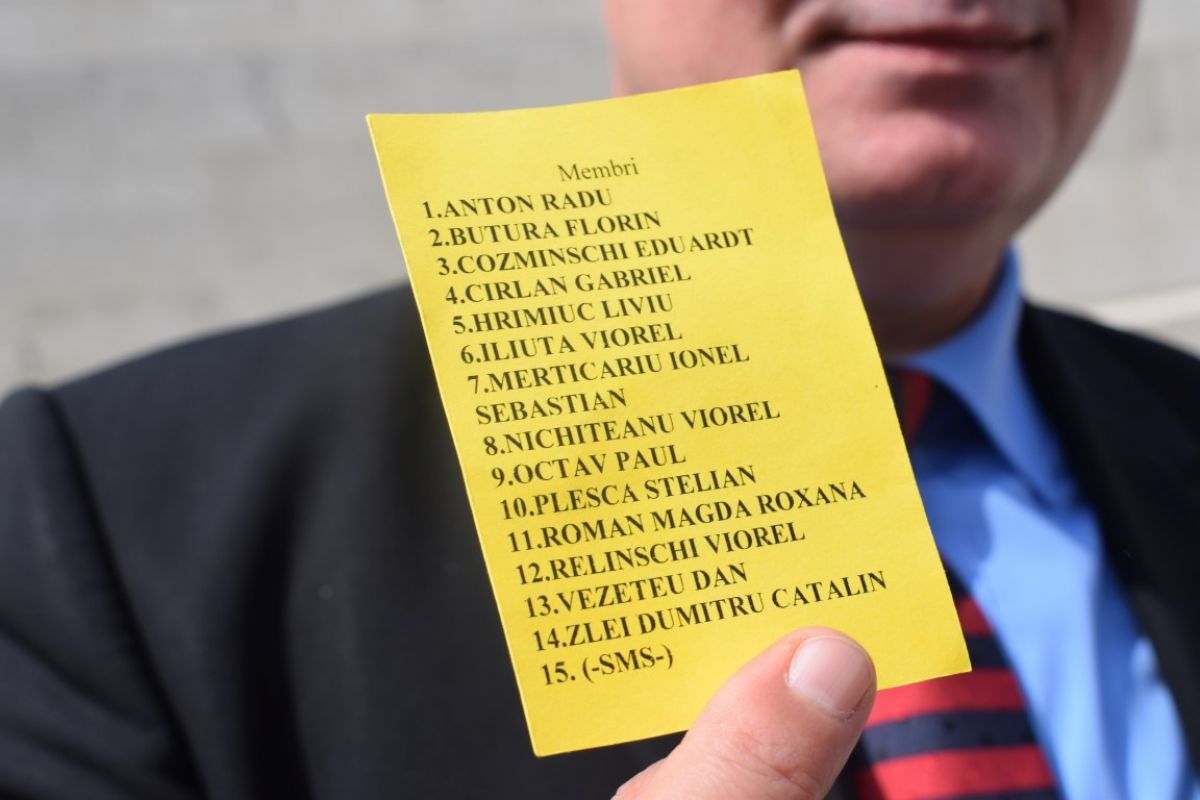 Membri
1.ANTON RADU
2.BUTURA FLORIN
3.COZMINSCHI EDUARDT
4.CIRLAN GABRIEL
5.HRIMIUC LIVIU
6.ILIUTA VIOREL
7.MERTICARIU IONEL
SEBASTIAN
8.NICHITEANU VIOREL
9.OCTAV PAUL
10.PLESCA STELIAN
11.ROMAN MAGDA ROXANA
12.RELINSCHI VIOREL
13.VEZETEU DAN
14.ZLEI DUMITRU CATALIN
15. (-SMS-)